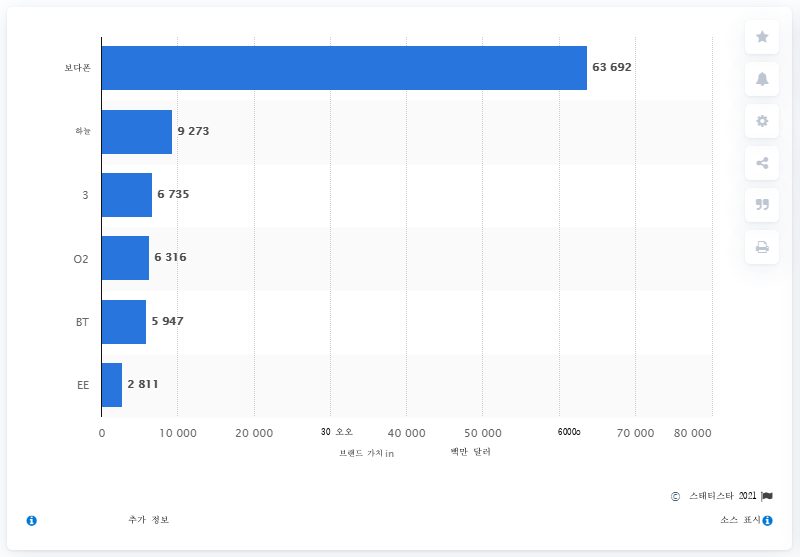 보다폰 63 692
하늘 9 273
3 6 735
O2 6 316
BT 5 947
EE 2 811
0 10 000 20 000 30 오오 40 000 50 000 6000o 70 000 80 000
브랜드 가치 in 백만 달러
© 스태티스타 2021
추가 정보 소스 표시